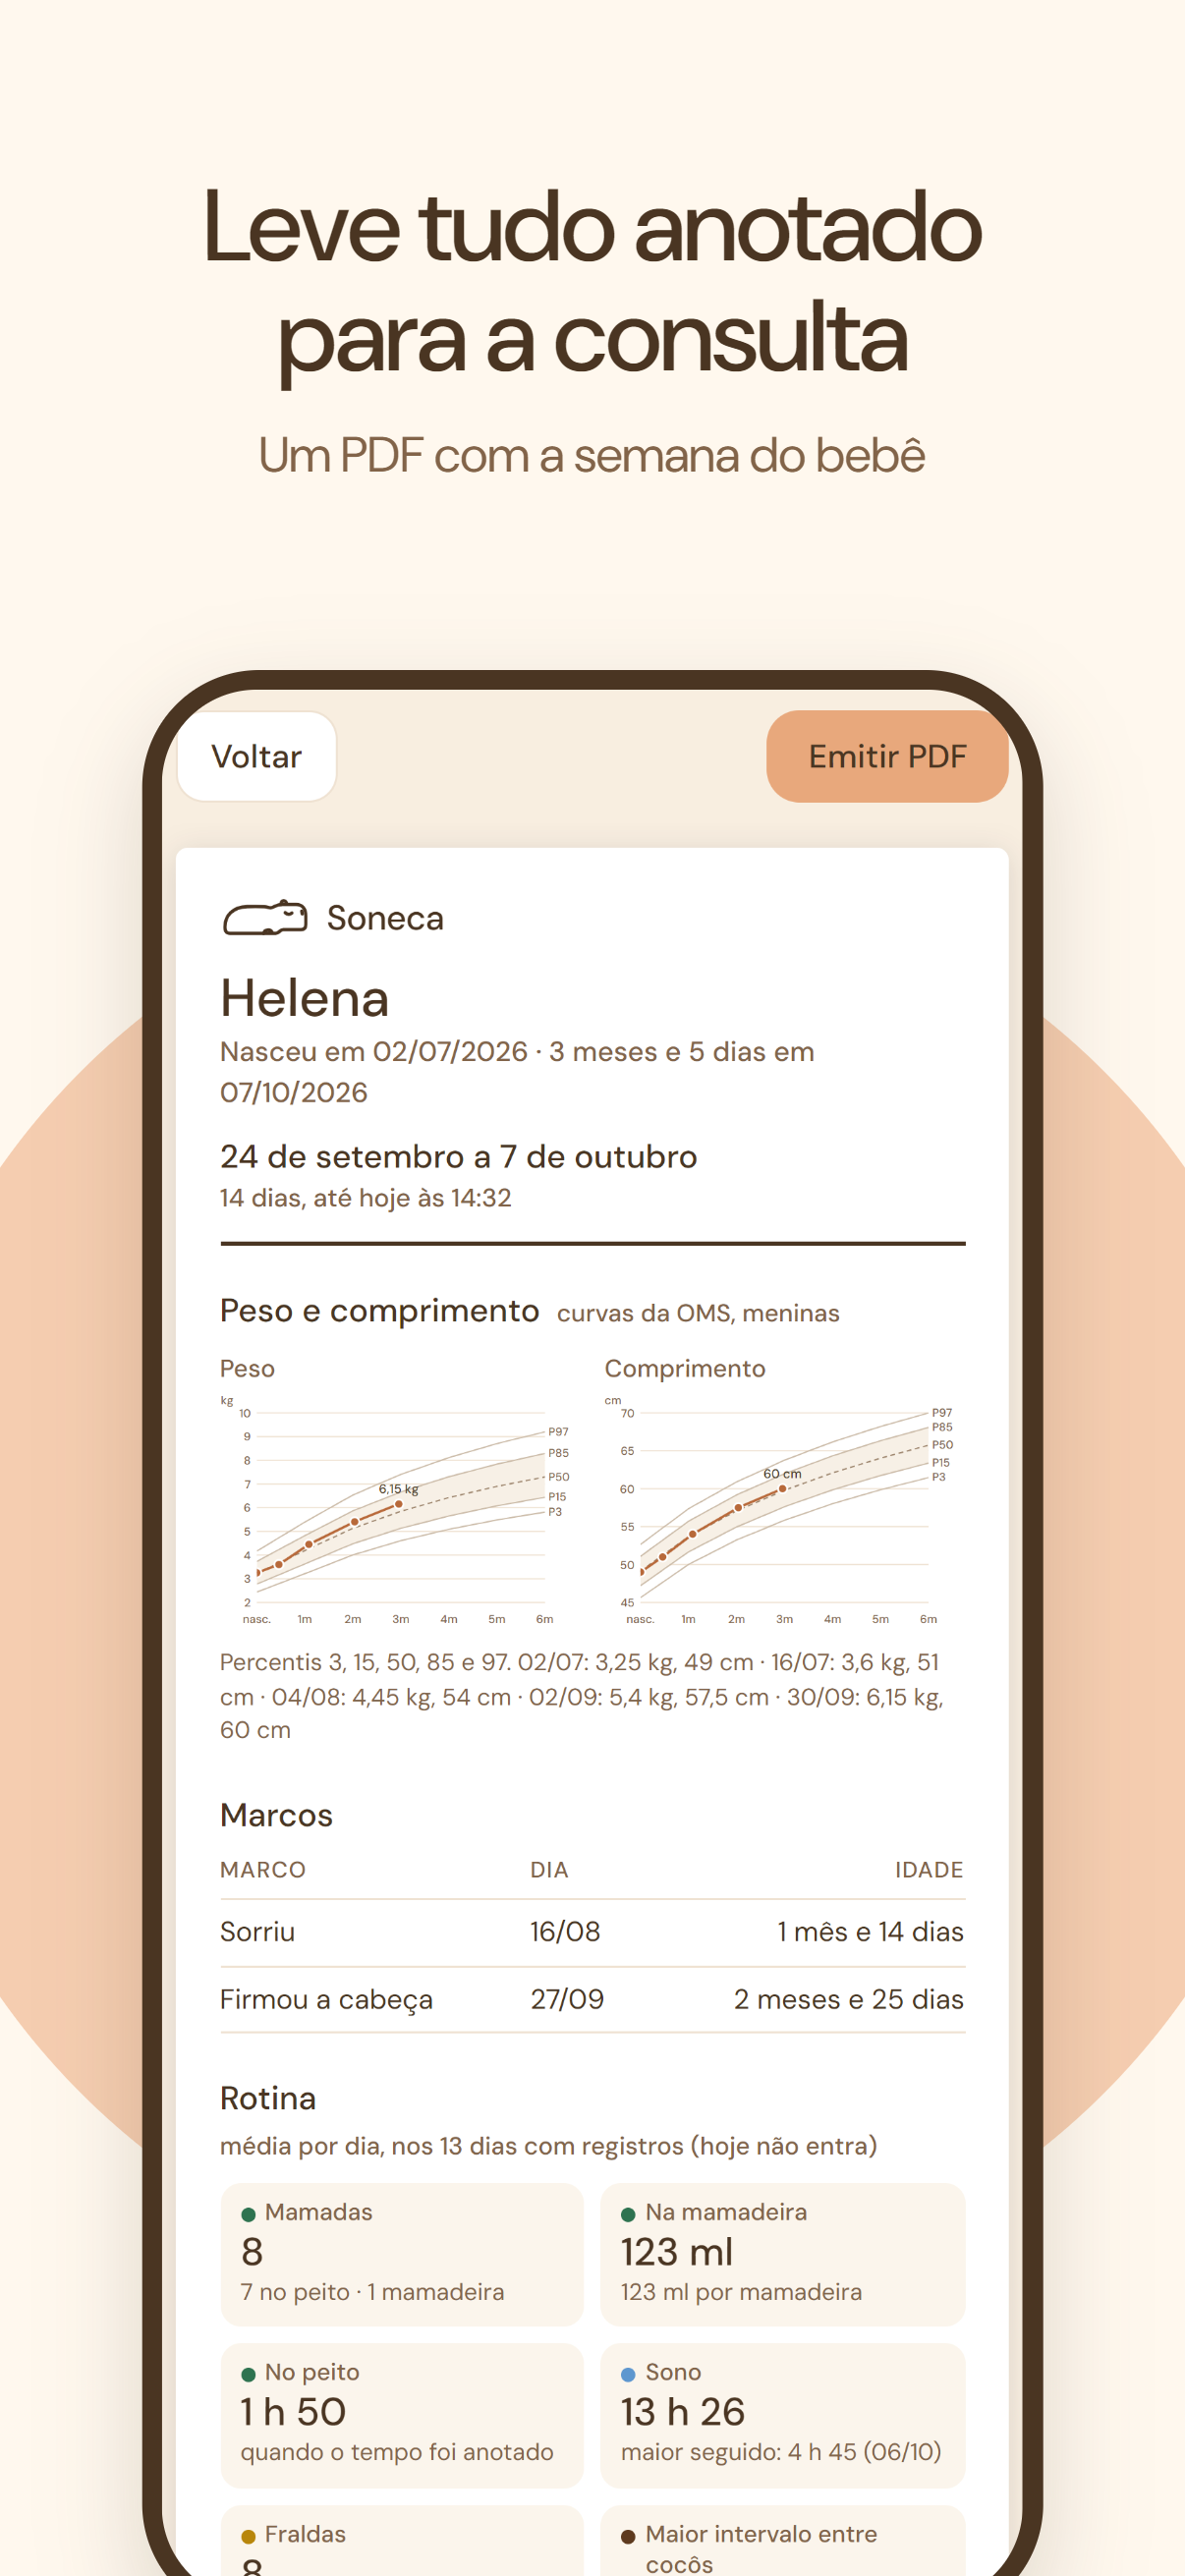 Leve tudo anotado
para a consulta
Um PDF com a semana do bebê
Voltar
Emitir PDF
Soneca
Helena
Nasceu em 02/07/2026 · 3 meses e 5 dias em
07/10/2026
24 de setembro a 7 de outubro
14 dias, até hoje às 14:32
Peso e comprimento curvas da OMS, meninas
Peso
kg
10
9
8
7
6
5
4
3
2
6,15 kg
P97
P85
P50
P15
P3
nasc. 1m 2m 3m 4m 5m 6m
Comprimento
cm
70
65
60
55
50
45
60 cm
P97
P85
P50
P15
P3
nasc. 1m 2m 3m 4m 5m 6m
Percentis 3, 15, 50, 85 e 97. 02/07: 3,25 kg, 49 cm · 16/07: 3,6 kg, 51
cm · 04/08: 4,45 kg, 54 cm · 02/09: 5,4 kg, 57,5 cm · 30/09: 6,15 kg,
60 cm
Marcos
MARCO DIA IDADE
Sorriu 16/08 1 mês e 14 dias
Firmou a cabeça 27/09 2 meses e 25 dias
Rotina
média por dia, nos 13 dias com registros (hoje não entra)
Mamadas
8
7 no peito · 1 mamadeira
Na mamadeira
123 ml
123 ml por mamadeira
No peito
1 h 50
quando o tempo foi anotado
Sono
13 h 26
maior seguido: 4 h 45 (06/10)
Fraldas
8
Maior intervalo entre
cocôs